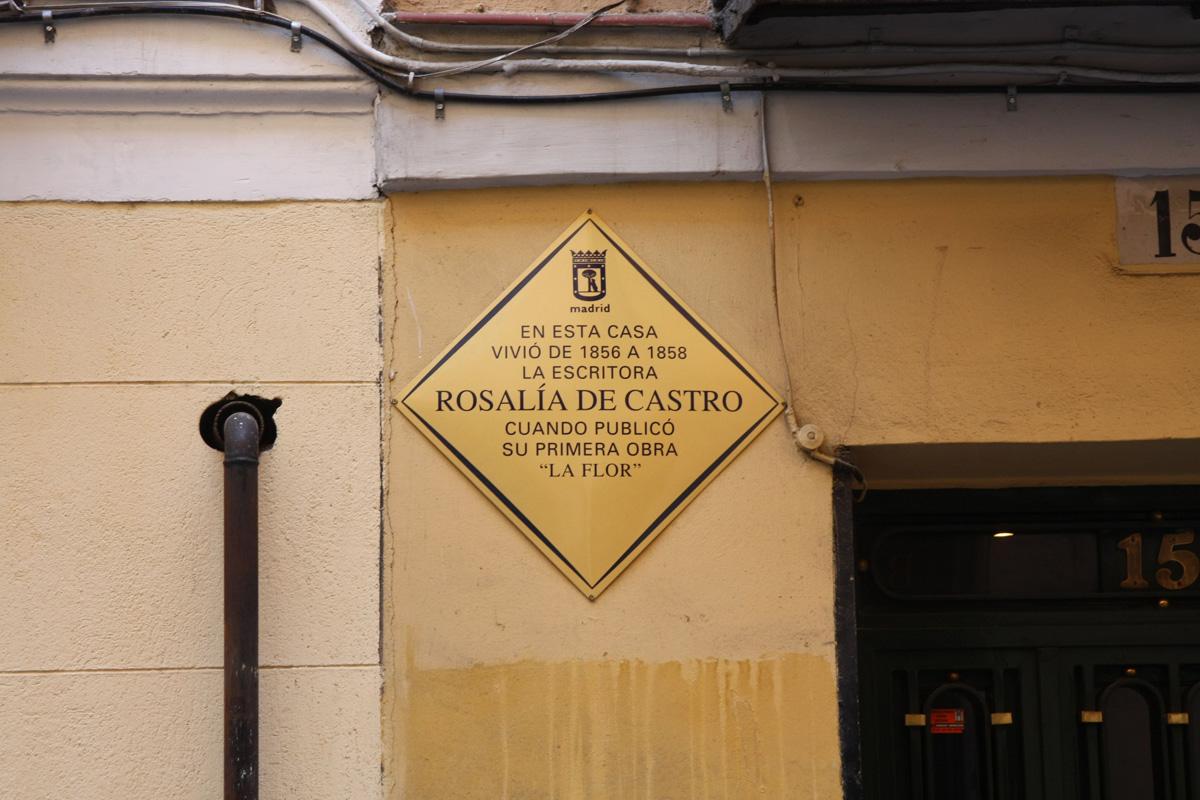 madrid
EN ESTA CASA
VIVIÓ DE 1856 A 1858
LA ESCRITORA
ROSALÍA DE CASTRO
CUANDO PUBLICÓ
SU PRIMERA OBRA
“LA FLOR”
15
15